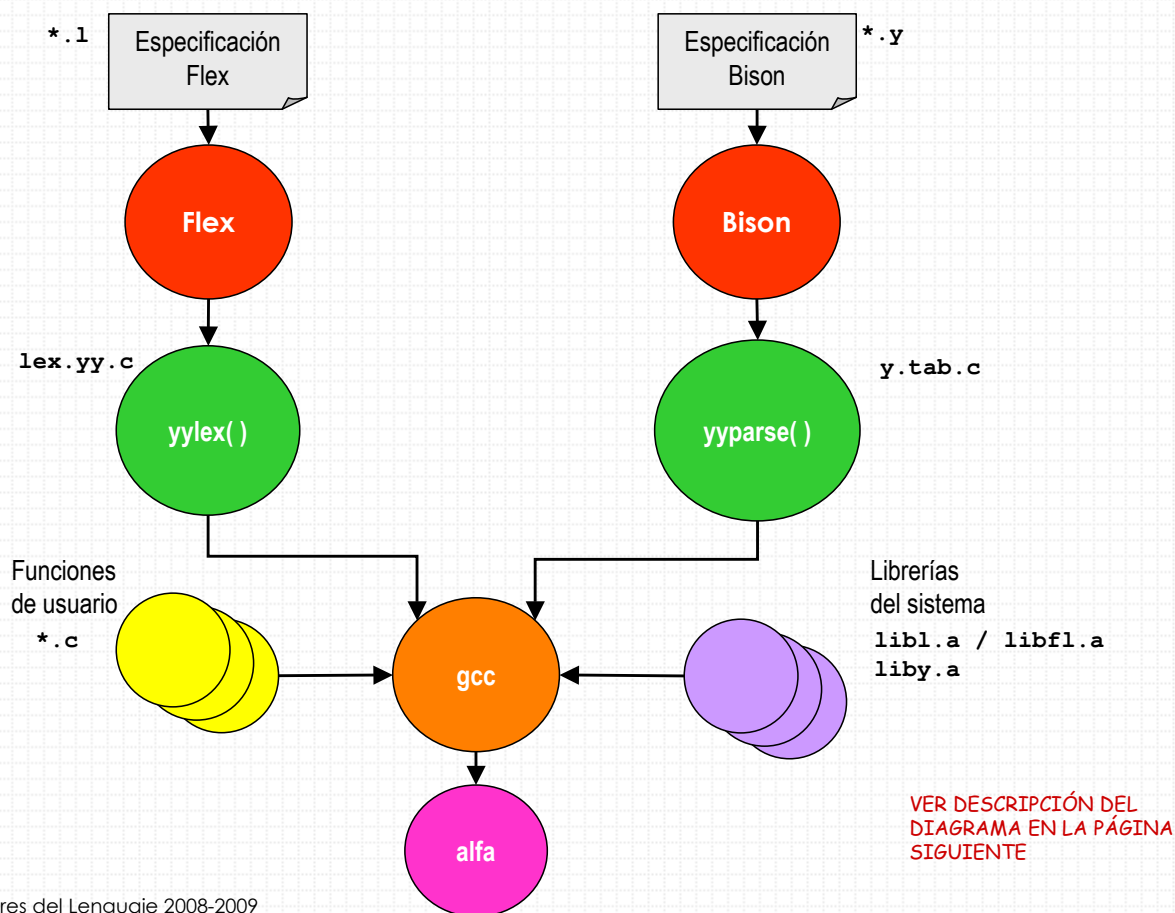 *.l
Especificación
Flex
Especificación
Bison
*.y
Flex
Bison
lex.yy.c
y.tab.c
yylex( )
yyparse( )
Funciones
de usuario
*.c
Librerías
del sistema
libl.a / libfl.a
liby.a
gcc
alfa
VER DESCRIPCIÓN DEL
DIAGRAMA EN LA PÁGINA
SIGUIENTE
res del Lenguaje 2008-2009